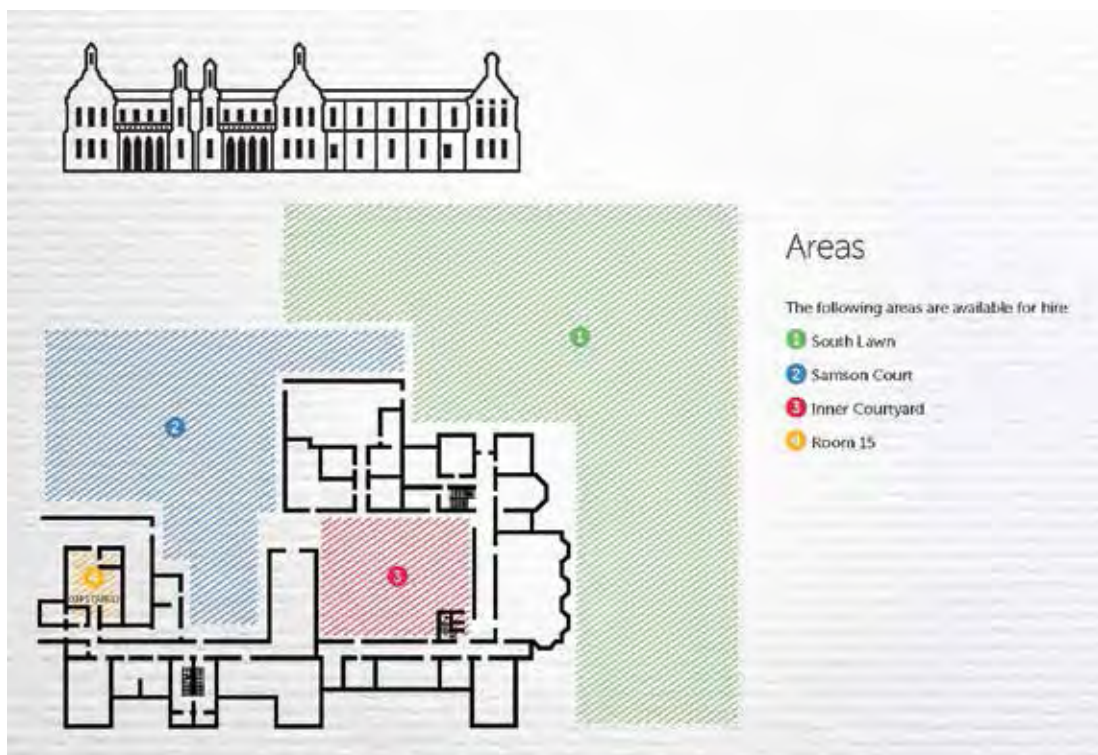 Areas
The following areas are available for hire
1 South Lawn
2 Samson Court
3 Inner Courtyard
4 Room 15
1
2
3
4
(UPSTAIRS)